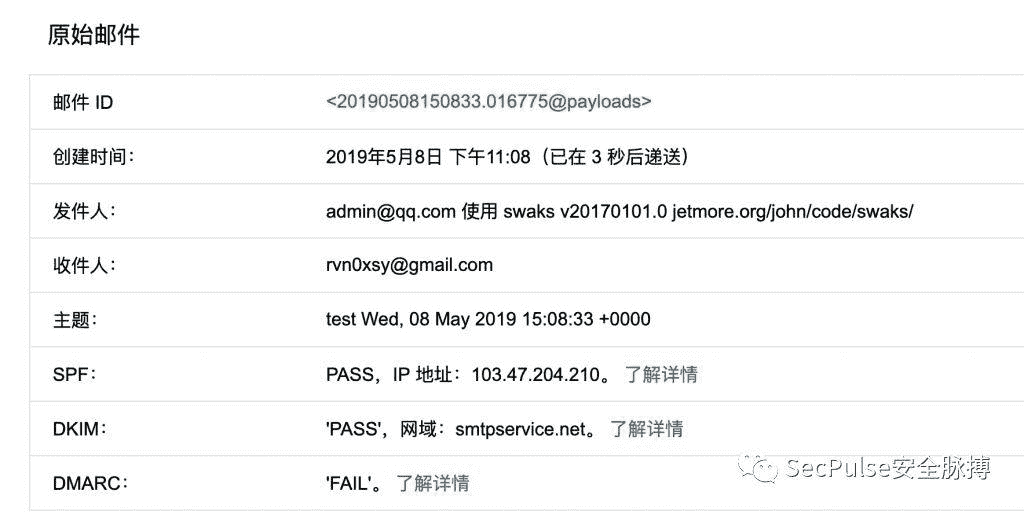 原始邮件
邮件 ID <20190508150833.016775@payloads>
创建时间： 2019年5月8日 下午11:08（已在 3 秒后递送）
发件人： admin@qq.com 使用 swaks v20170101.0 jetmore.org/john/code/swaks/
收件人： rvn0xsy@gmail.com
主题： test Wed, 08 May 2019 15:08:33 +0000
SPF： PASS，IP 地址：103.47.204.210。 了解详情
DKIM： 'PASS'，网域：smtpservice.net。 了解详情
DMARC： 'FAIL'。 了解详情
SecPulse安全脉搏